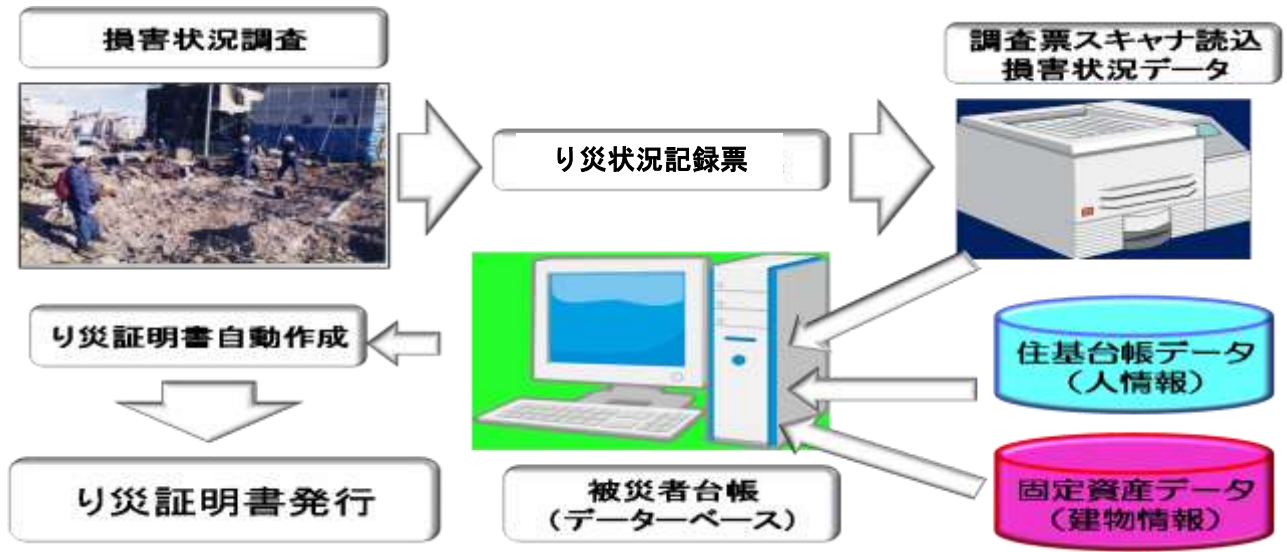 損害状況調査
り災状況記録票
調査票スキャナ読込
損害状況データ
り災証明書自動作成
り災証明書発行
被災者台帳
(データーベース)
住基台帳データ
(人情報)
固定資産データ
(建物情報)